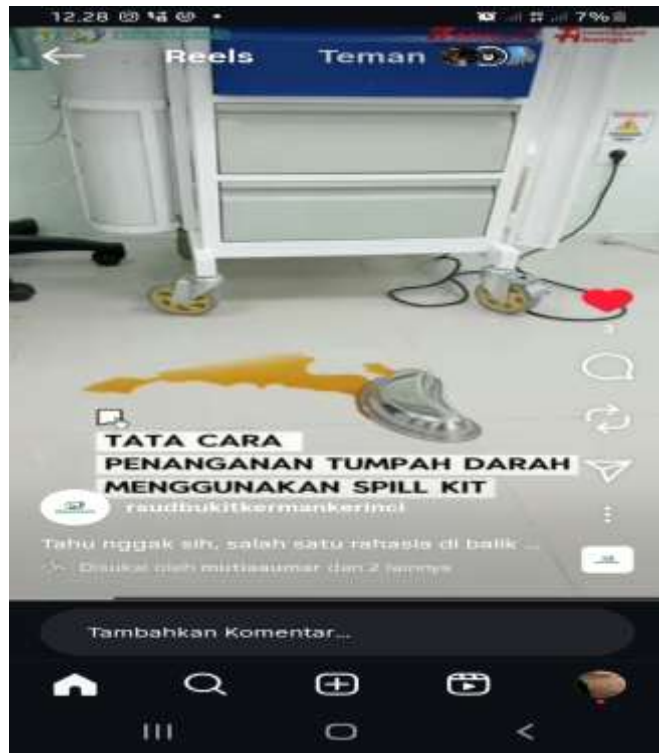 12.28
7%
Reels Teman
TATA CARA
PENANGANAN TUMPAH DARAH
MENGGUNAKAN SPILL KIT
rsudbukitkermankerinci
Tahu nggak sih, salah satu rahasia di balik ...
Disukai oleh mutiaaumar dan 2 lainnya
Tambahkan Komentar...